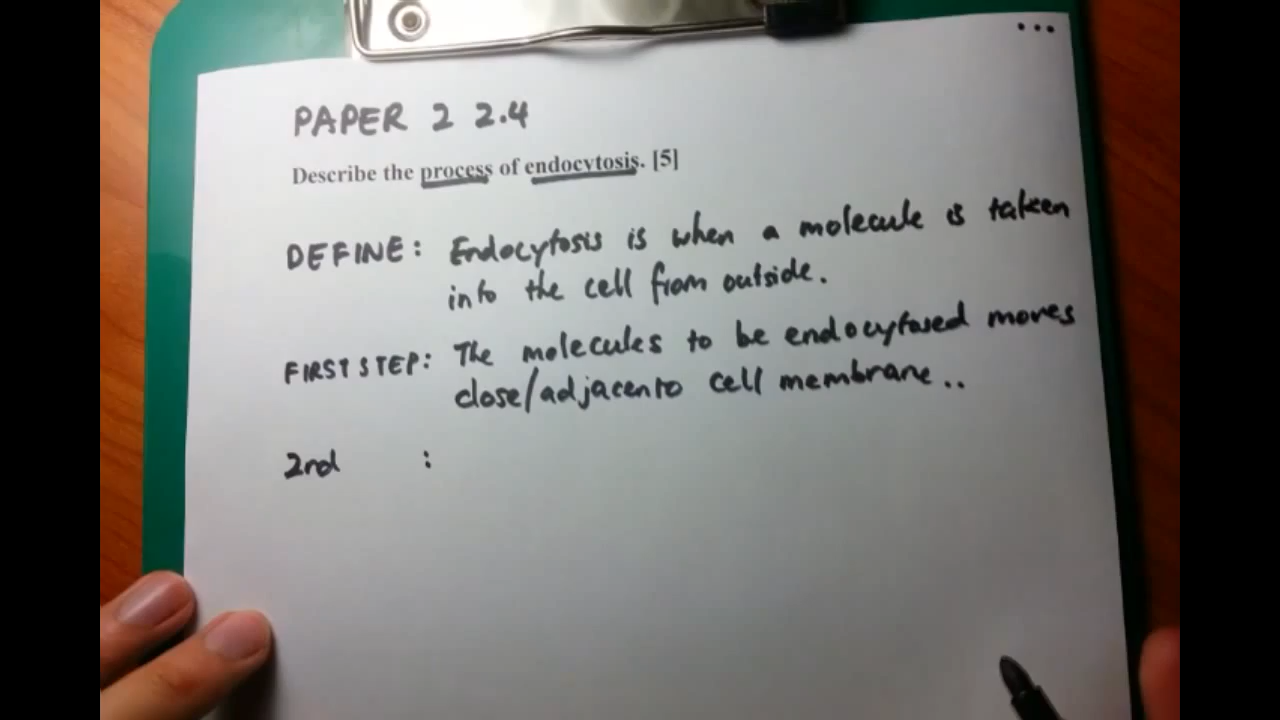 PAPER 2 2.4
Describe the process of endocytosis. [5]
DEFINE: Endocytosis is when a molecule is taken
into the cell from outside.
FIRST STEP: The molecules to be endocytosed moves
close/adjacento cell membrane..
2nd :